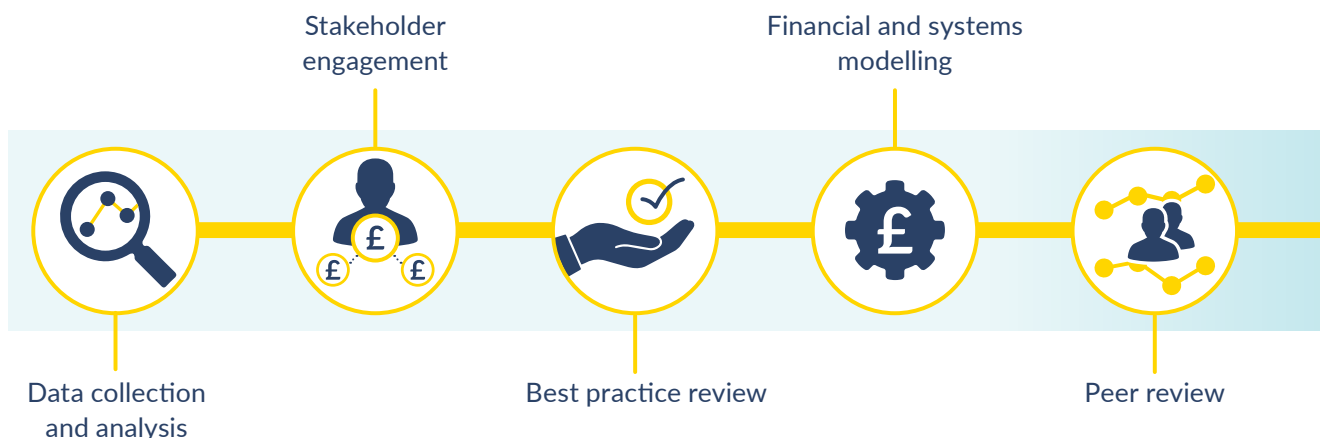 Stakeholder
engagement
Financial and systems
modelling
£
£
£
£
Data collection
and analysis
Best practice review
Peer review